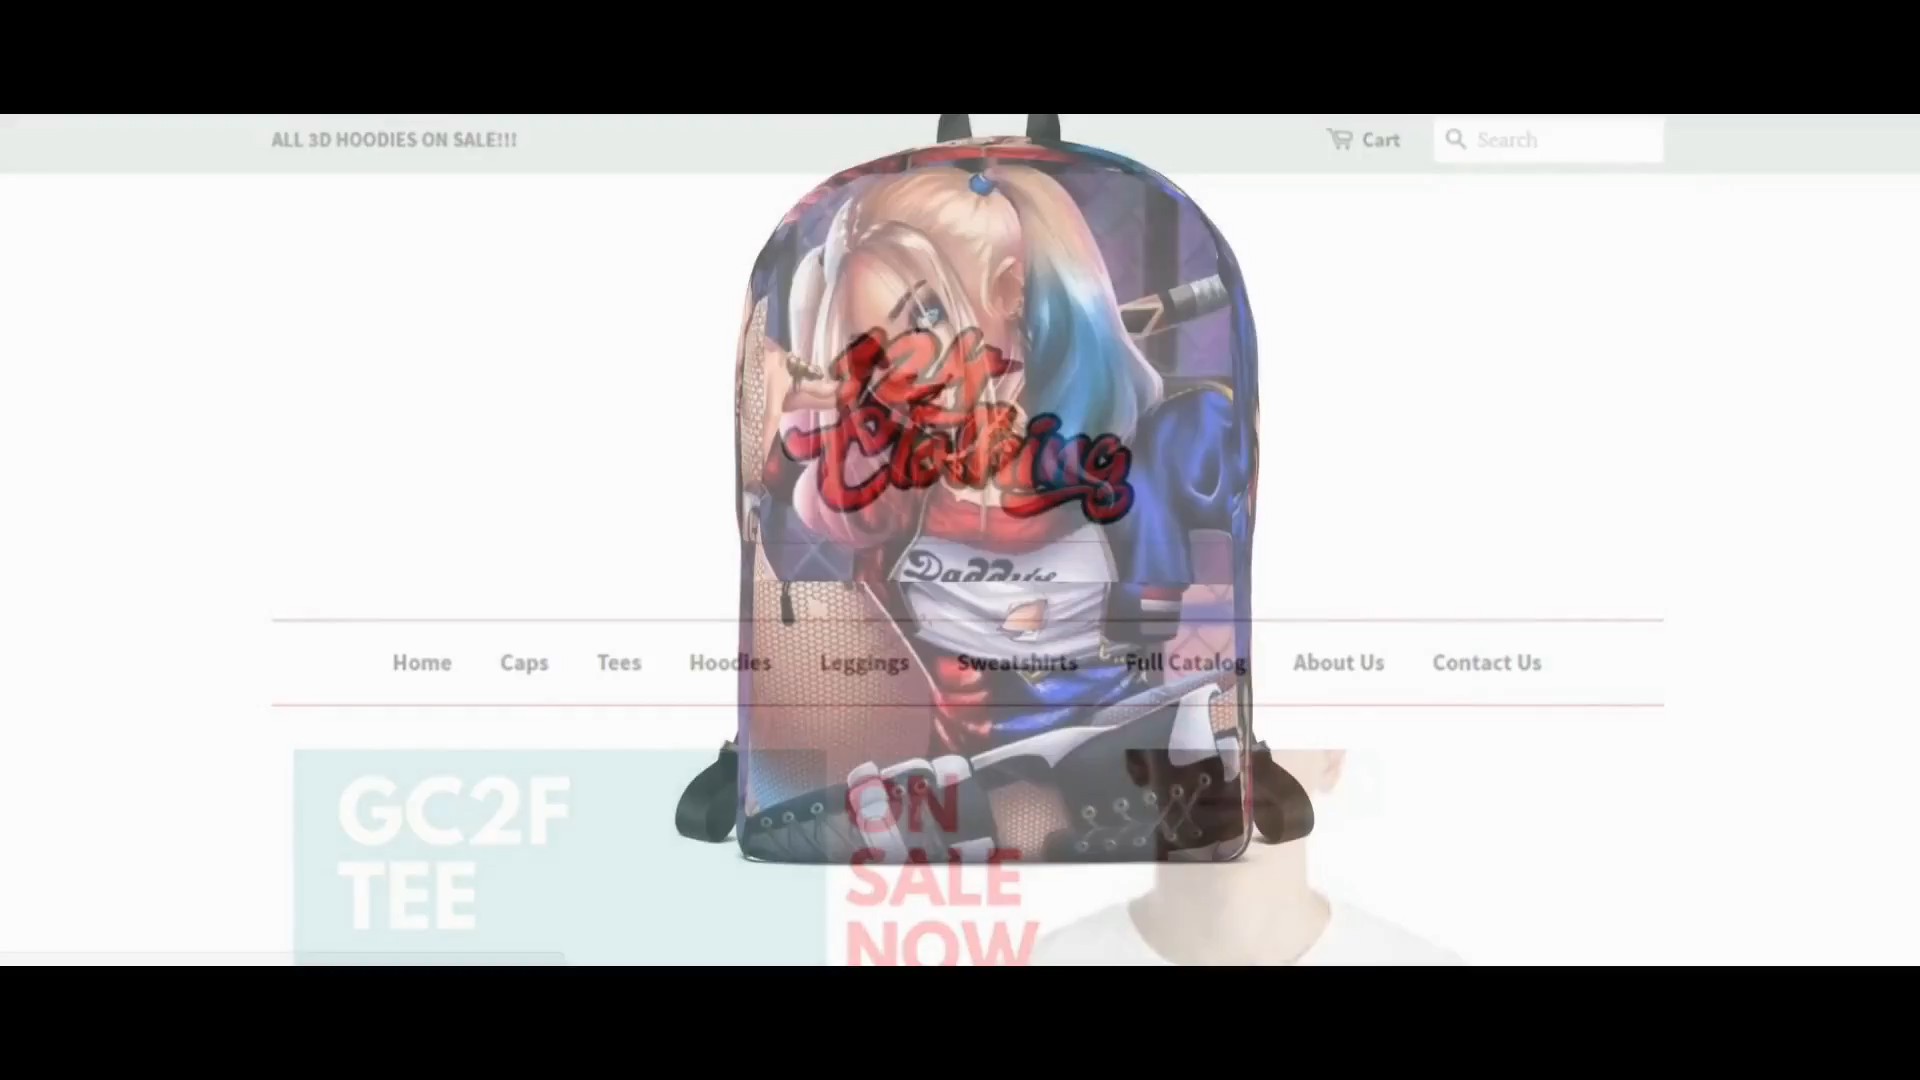 ALL 3D HOODIES ON SALE!!!
Cart
Search
Clothing
Daddy's
Home Caps Tees Hoodies Leggings Sweatshirts Full Catalog About Us Contact Us
GC2F
TEE
ON
SALE
NOW